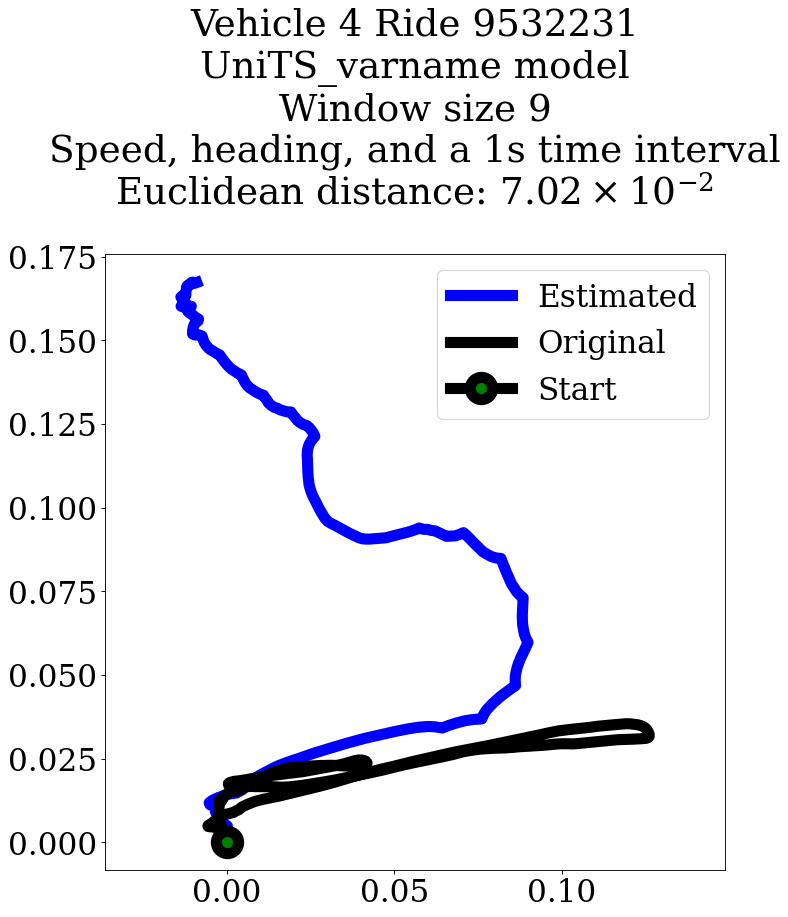 Vehicle 4 Ride 9532231
UniTS_varname model
Window size 9
Speed, heading, and a 1s time interval
Euclidean distance: 7.02 × 10⁻²
0.175
0.150
0.125
0.100
0.075
0.050
0.025
0.000
Estimated
Original
Start
0.00
0.05
0.10